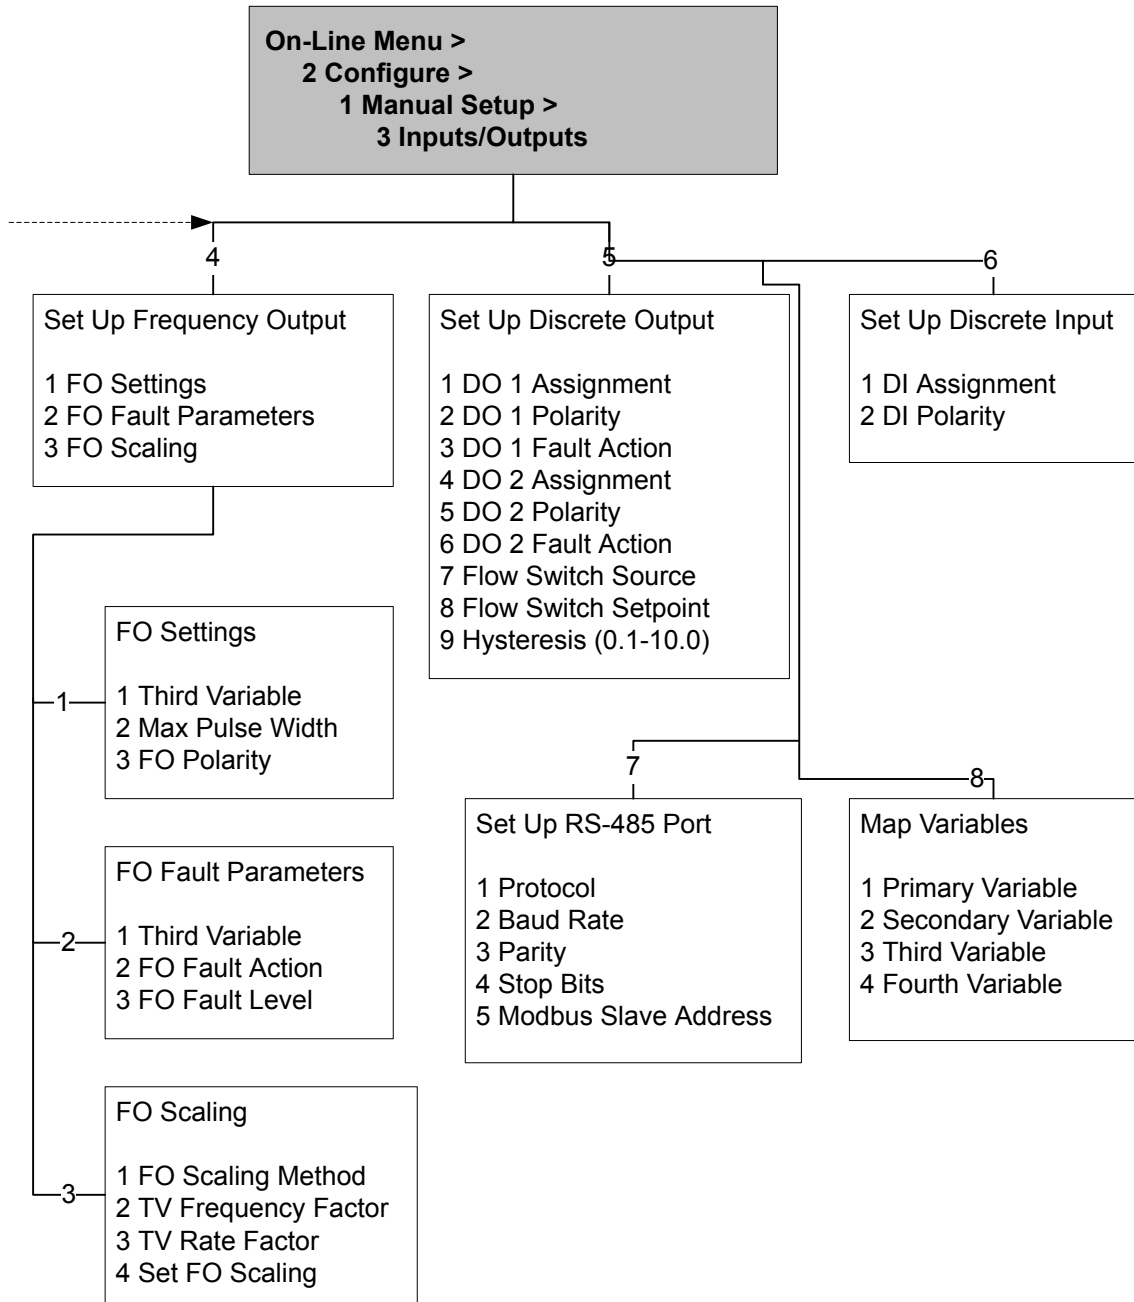 On-Line Menu >
2 Configure >
1 Manual Setup >
3 Inputs/Outputs
4
5
6
Set Up Frequency Output
1 FO Settings
2 FO Fault Parameters
3 FO Scaling
Set Up Discrete Output
1 DO 1 Assignment
2 DO 1 Polarity
3 DO 1 Fault Action
4 DO 2 Assignment
5 DO 2 Polarity
6 DO 2 Fault Action
7 Flow Switch Source
8 Flow Switch Setpoint
9 Hysteresis (0.1-10.0)
Set Up Discrete Input
1 DI Assignment
2 DI Polarity
1
FO Settings
1 Third Variable
2 Max Pulse Width
3 FO Polarity
2
FO Fault Parameters
1 Third Variable
2 FO Fault Action
3 FO Fault Level
3
FO Scaling
1 FO Scaling Method
2 TV Frequency Factor
3 TV Rate Factor
4 Set FO Scaling
7
Set Up RS-485 Port
1 Protocol
2 Baud Rate
3 Parity
4 Stop Bits
5 Modbus Slave Address
8
Map Variables
1 Primary Variable
2 Secondary Variable
3 Third Variable
4 Fourth Variable